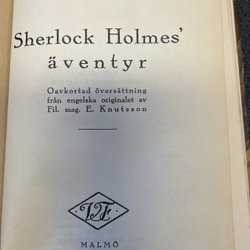 Sherlock Holmes'
äventyr
Oavkortad översättning
från engelska originalet av
Fil. mag. E. Knutsson
MALMÖ